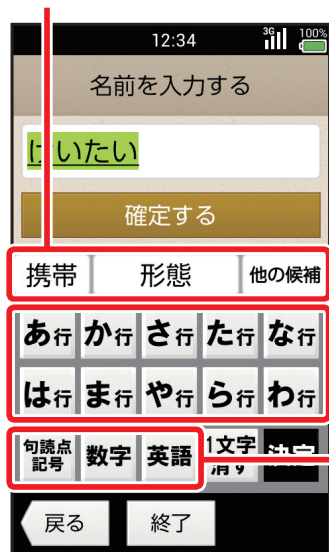 12:34 3G 100%
名前を入力する
けいたい
確定する
携帯 形態 他の候補
あ行 か行 さ行 た行 な行
は行 ま行 や行 ら行 わ行
句読点 記号 数字 英語 1文字 消す 決定
戻る 終了